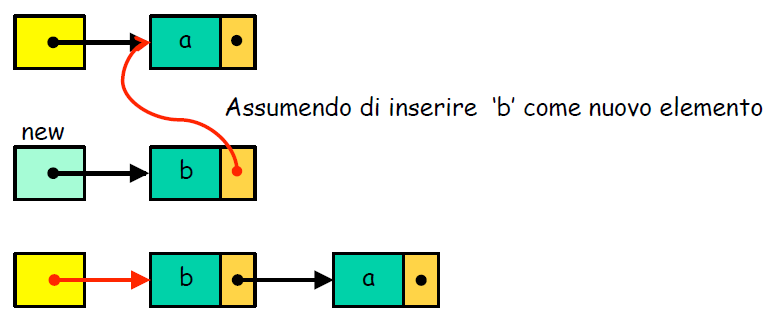 a
Assumendo di inserire ‘b’ come nuovo elemento
new
b
b a